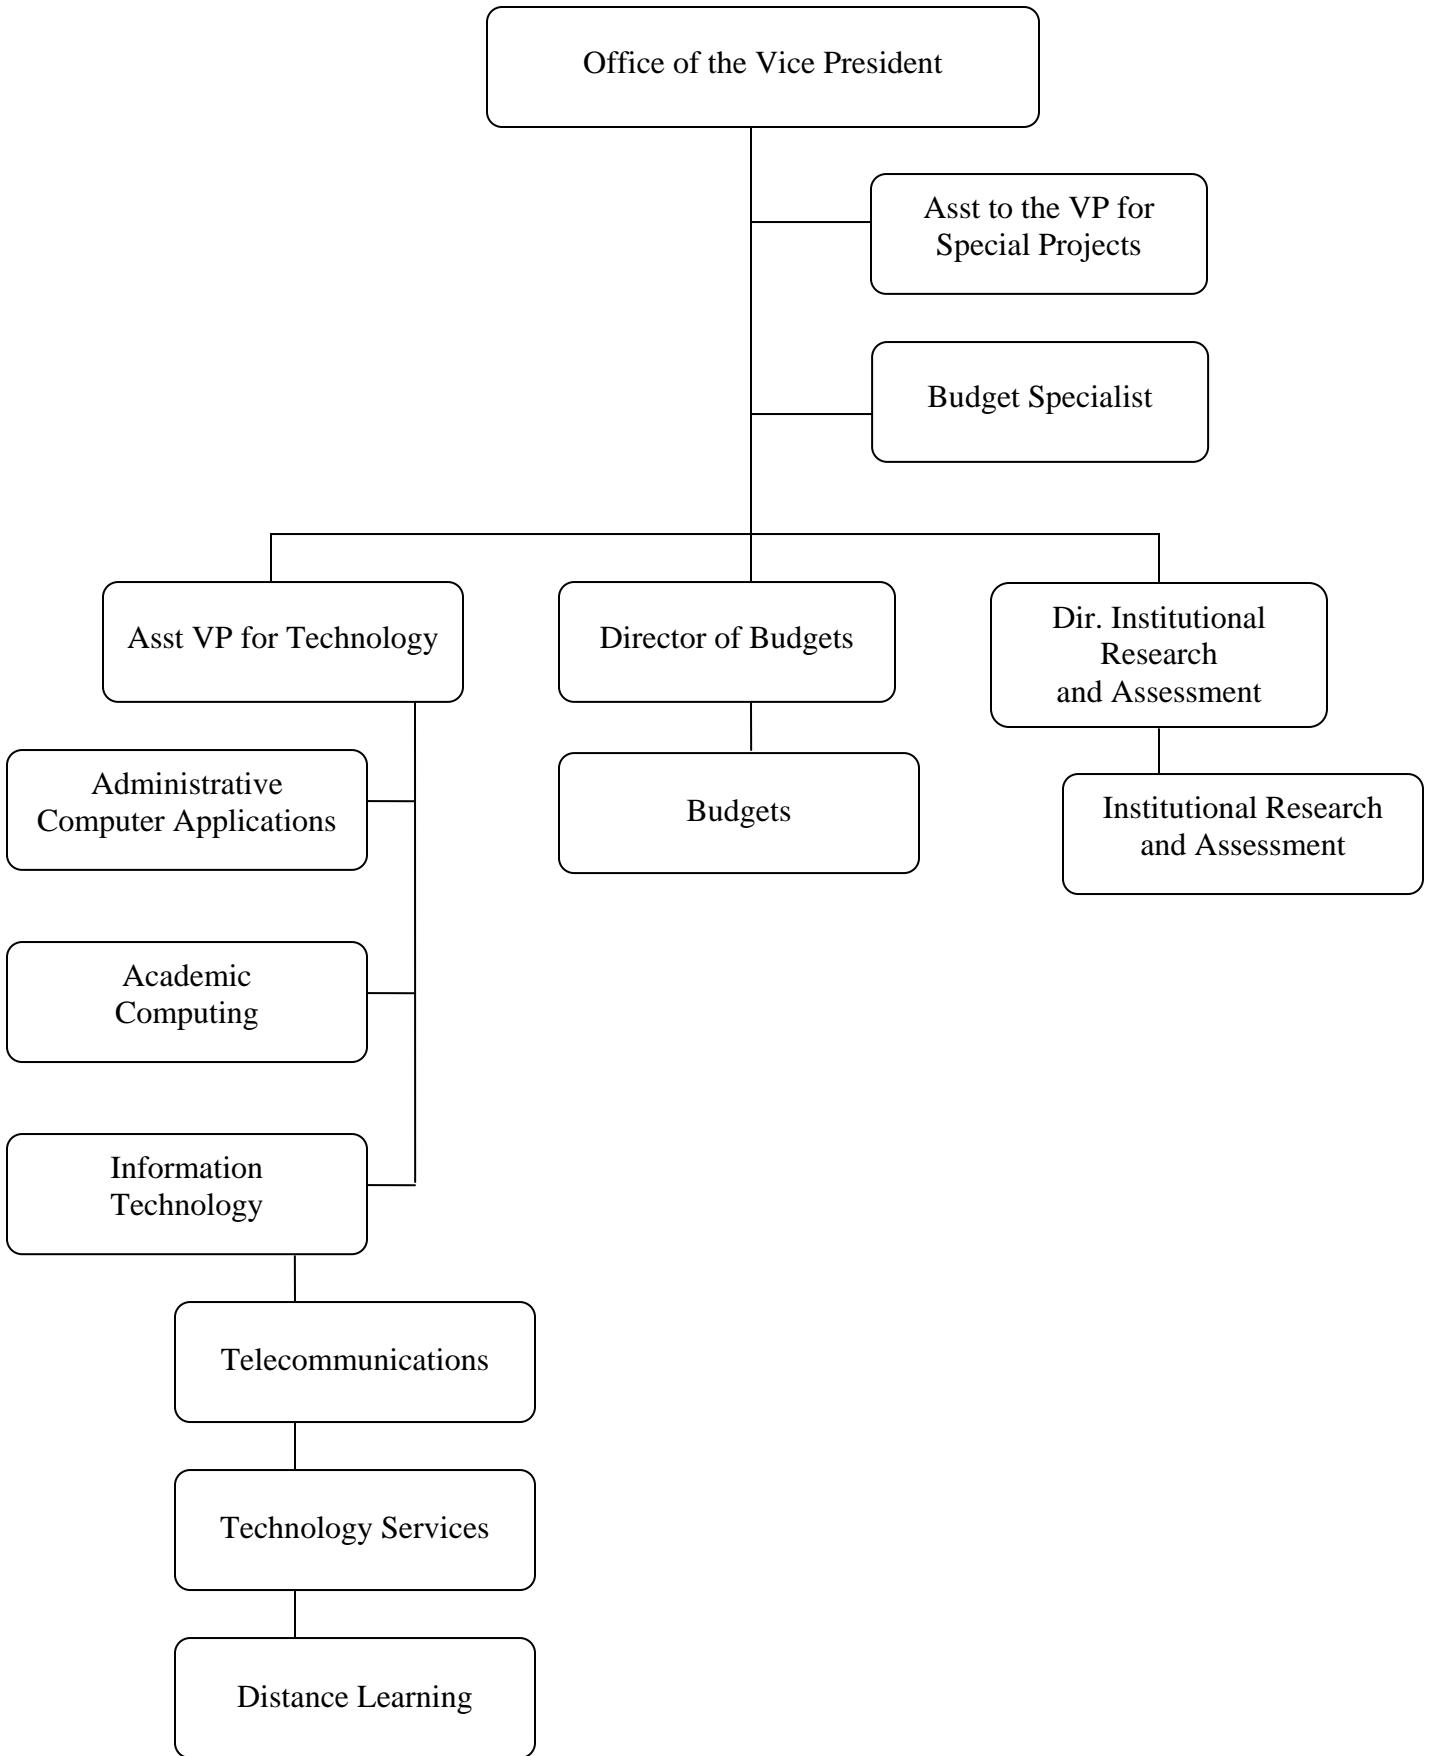 Office of the Vice President
Asst to the VP for
Special Projects
Budget Specialist
Asst VP for Technology
Director of Budgets
Dir. Institutional
Research
and Assessment
Administrative
Computer Applications
Budgets
Institutional Research
and Assessment
Academic
Computing
Information
Technology
Telecommunications
Technology Services
Distance Learning